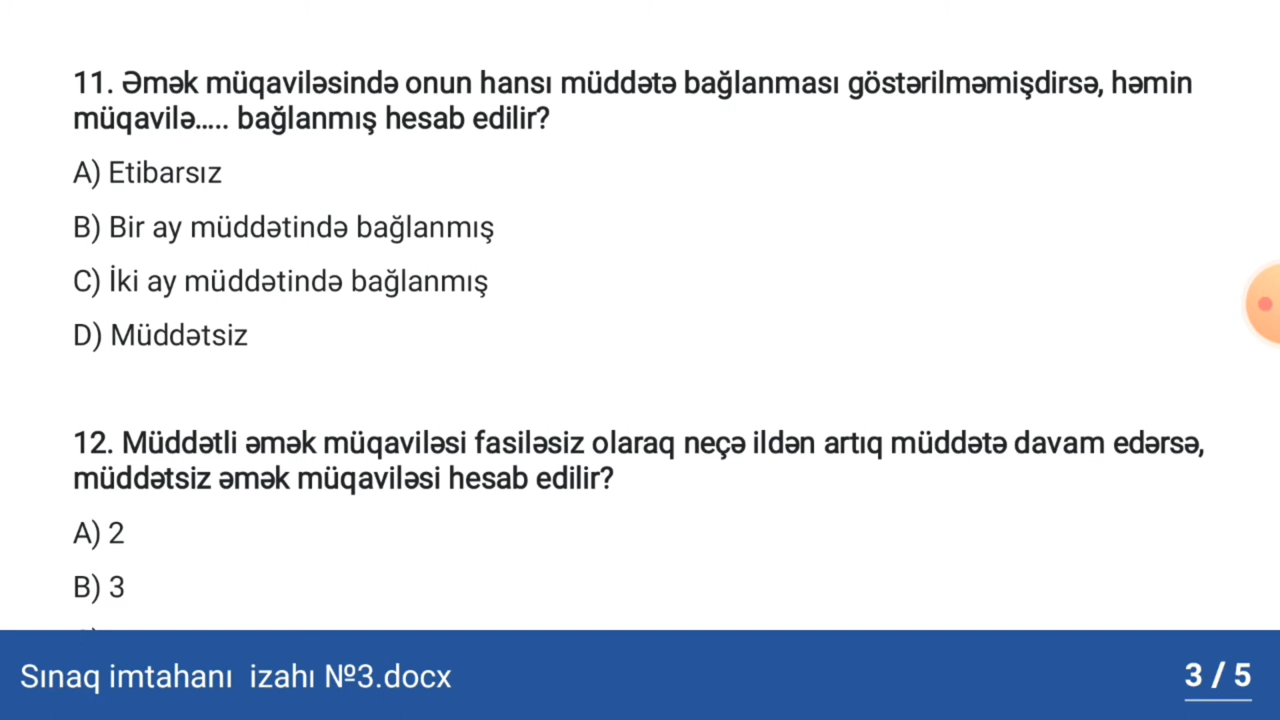 11. Əmək müqaviləsində onun hansı müddətə bağlanması göstərilməmişdirsə, həmin
müqavilə..... bağlanmış hesab edilir?
A) Etibarsız
B) Bir ay müddətində bağlanmış
C) İki ay müddətində bağlanmış
D) Müddətsiz
12. Müddətli əmək müqaviləsi fasiləsiz olaraq neçə ildən artıq müddətə davam edərsə,
müddətsiz əmək müqaviləsi hesab edilir?
A) 2
B) 3
Sınaq imtahanı izahı №3.docx
3 / 5